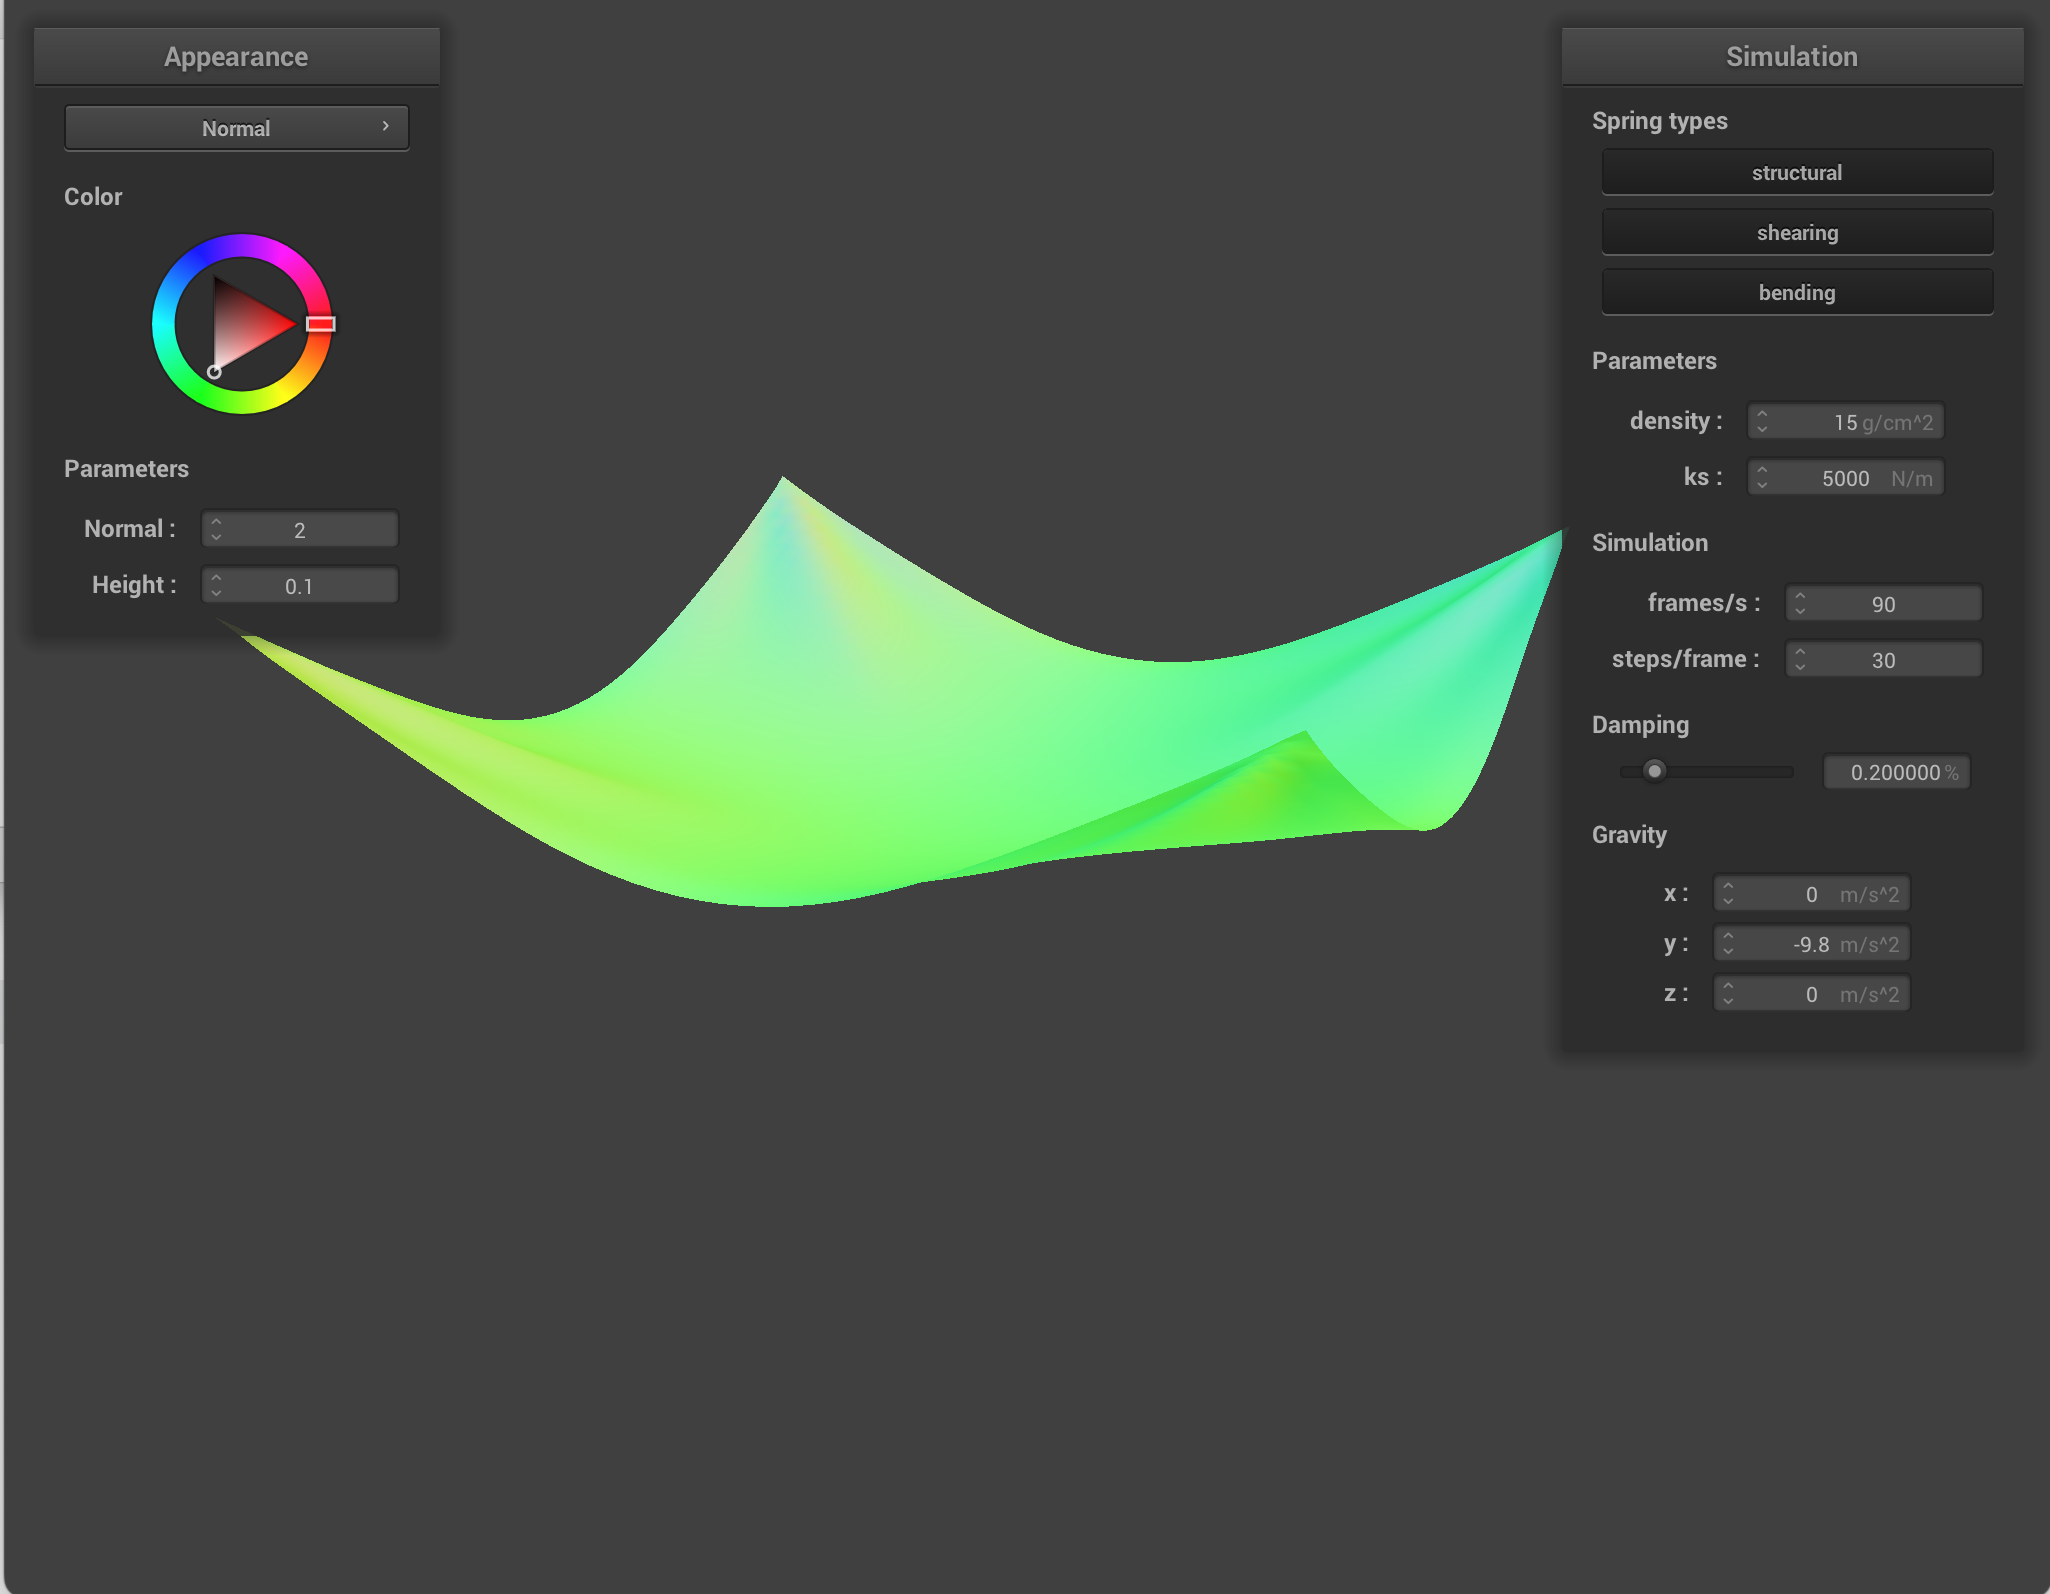 Appearance
Normal
Color
Parameters
Normal : 2
Height : 0.1
Simulation
Spring types
structural
shearing
bending
Parameters
density : 15 g/cm^2
ks : 5000 N/m
Simulation
frames/s : 90
steps/frame : 30
Damping
0.200000 %
Gravity
x : 0 m/s^2
y : -9.8 m/s^2
z : 0 m/s^2